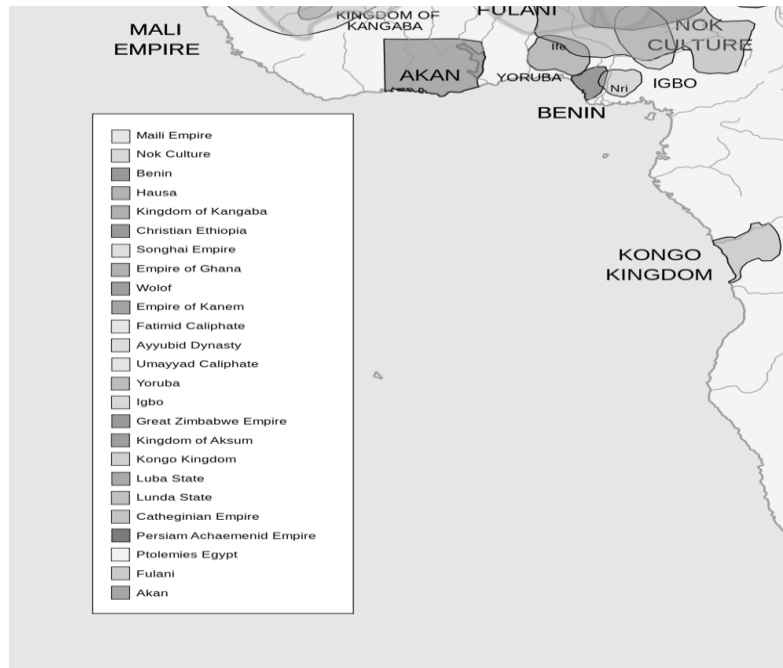 FULANI
KINGDOM OF
KANGABA
MALI
EMPIRE
NOK
CULTURE
Ife
AKAN
YORUBA
Nri
IGBO
BENIN
KONGO
KINGDOM
Maili Empire
Nok Culture
Benin
Hausa
Kingdom of Kangaba
Christian Ethiopia
Songhai Empire
Empire of Ghana
Wolof
Empire of Kanem
Fatimid Caliphate
Ayyubid Dynasty
Umayyad Caliphate
Yoruba
Igbo
Great Zimbabwe Empire
Kingdom of Aksum
Kongo Kingdom
Luba State
Lunda State
Catheginian Empire
Persiam Achaemenid Empire
Ptolemies Egypt
Fulani
Akan